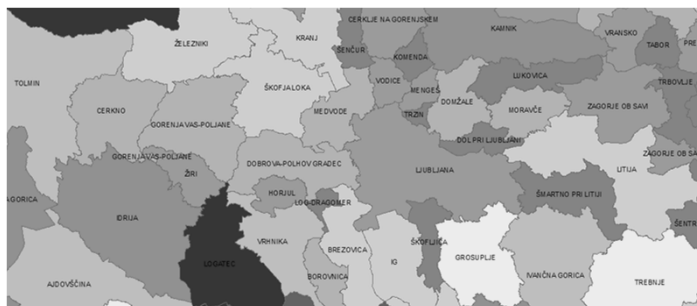 CERKLJE NA GORENJSKEM
KAMNIK
VRANSKO
ŽELEZNIKI
KRANJ
ŠENČUR
KOMENDA
TABOR
PRE
TOLMIN
LUKOVICA
VODICE
TRBOVLJE
ŠKOFJA LOKA
MENGEŠ
DOMŽALE
CERKNO
MEDVODE
TRZIN
MORAVČE
ZAGORJE OB SAVI
GORENJA VAS-POLJANE
DOL PRI LJUBLJANI
GORENJA VAS-POLJANE
DOBROVA-POLHOV GRADEC
ZAGORJE OB SA
ŽIRI
LJUBLJANA
LITIJA
AGORICA
HORJUL
LOG-DRAGOMER
ŠMARTNO PRI LITIJI
IDRIJA
ŠENTR
VRHNIKA
ŠKOFLJICA
BREZOVICA
LOGATEC
IG
GROSUPLJE
BOROVNICA
IVANČNA GORICA
AJDOVŠČINA
TREBNJE